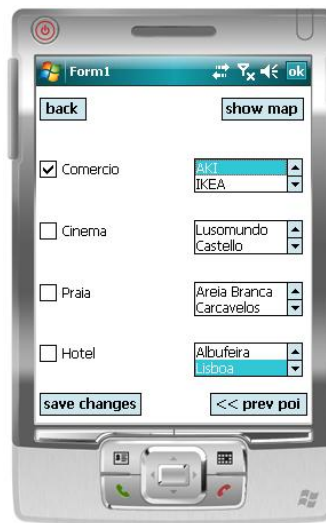 Form1 ok
back show map
Comercio AKI
IKEA
Cinema Lusomundo
Castello
Praia Areia Branca
Carcavelos
Hotel Albufeira
Lisboa
save changes << prev poi